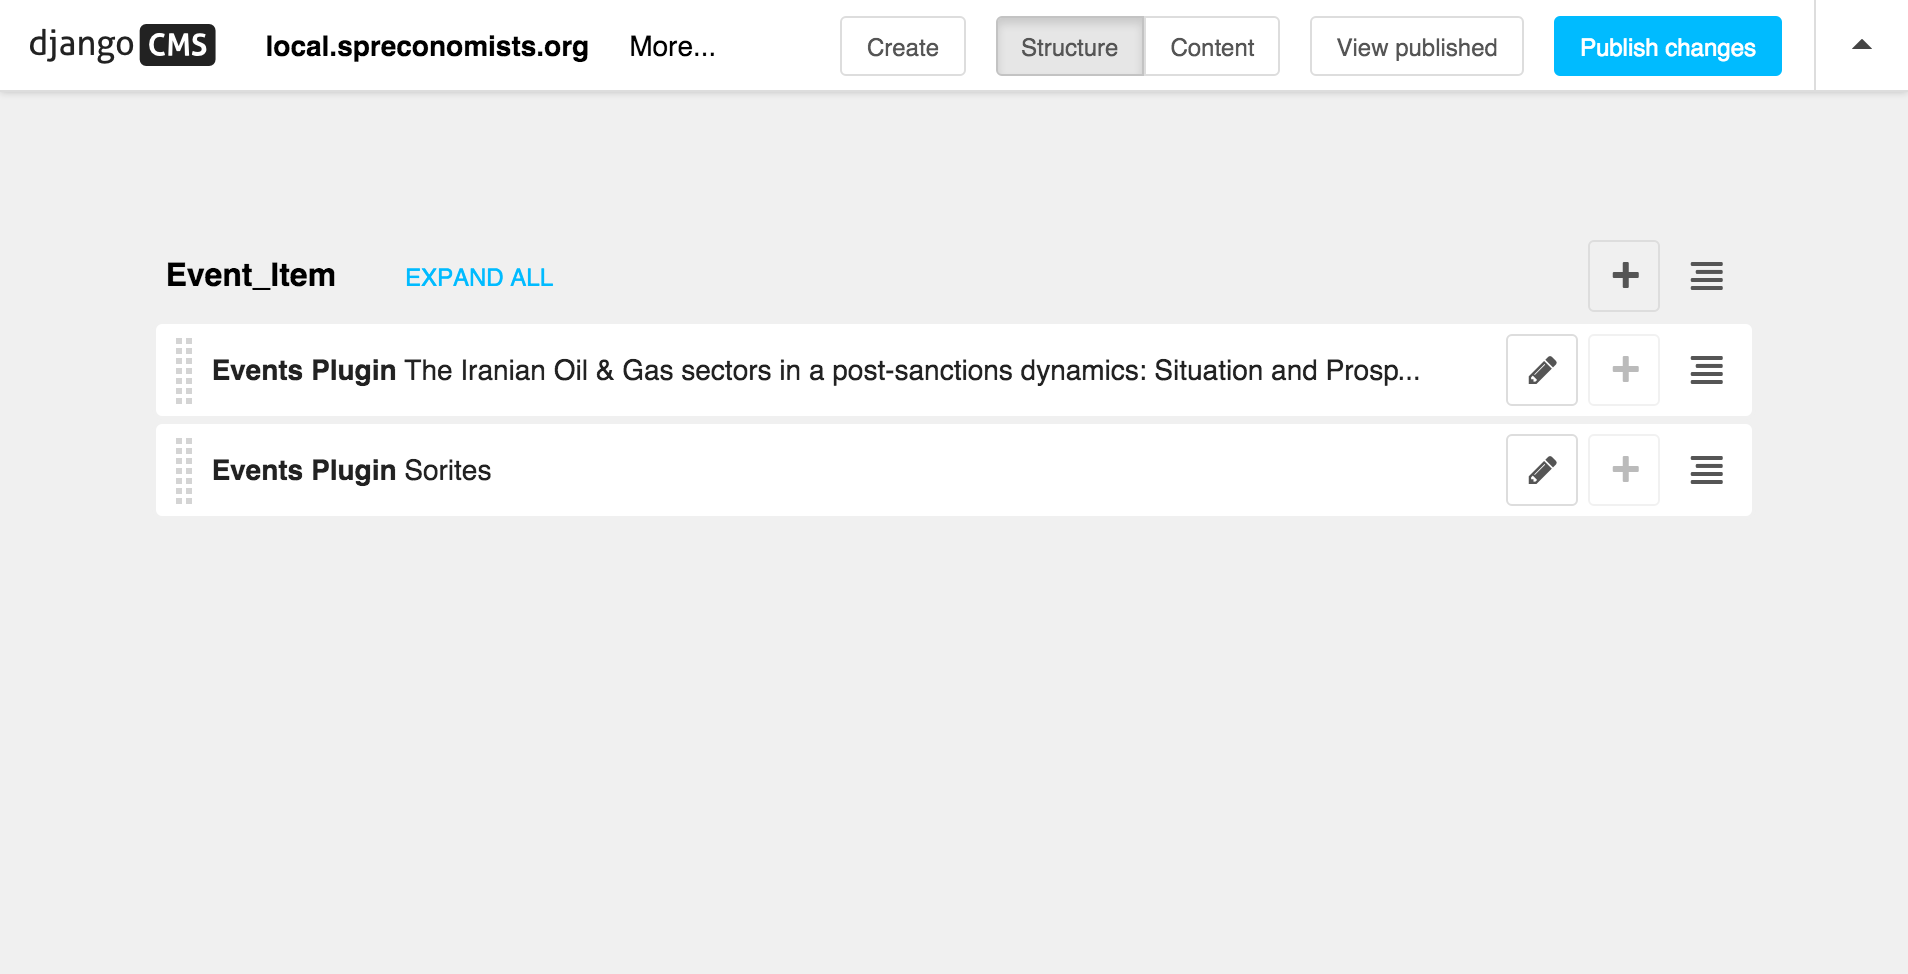 django CMS local.spreconomists.org More... Create Structure Content View published Publish changes
Event_Item EXPAND ALL
Events Plugin The Iranian Oil & Gas sectors in a post-sanctions dynamics: Situation and Prosp...
Events Plugin Sorites